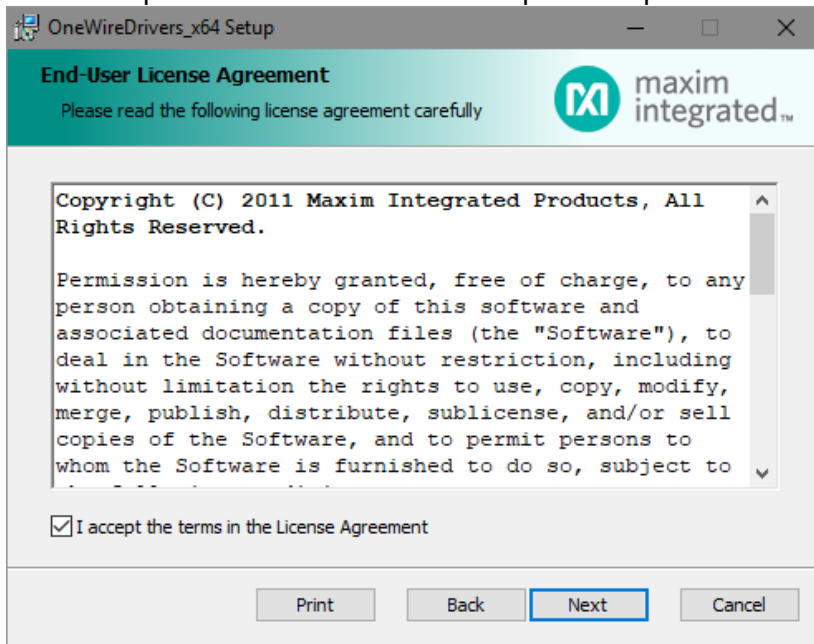 OneWireDrivers_x64 Setup
End-User License Agreement
Please read the following license agreement carefully
maxim
integrated™
Copyright (C) 2011 Maxim Integrated Products, All
Rights Reserved.
Permission is hereby granted, free of charge, to any
person obtaining a copy of this software and
associated documentation files (the "Software"), to
deal in the Software without restriction, including
without limitation the rights to use, copy, modify,
merge, publish, distribute, sublicense, and/or sell
copies of the Software, and to permit persons to
whom the Software is furnished to do so, subject to
I accept the terms in the License Agreement
Print
Back
Next
Cancel